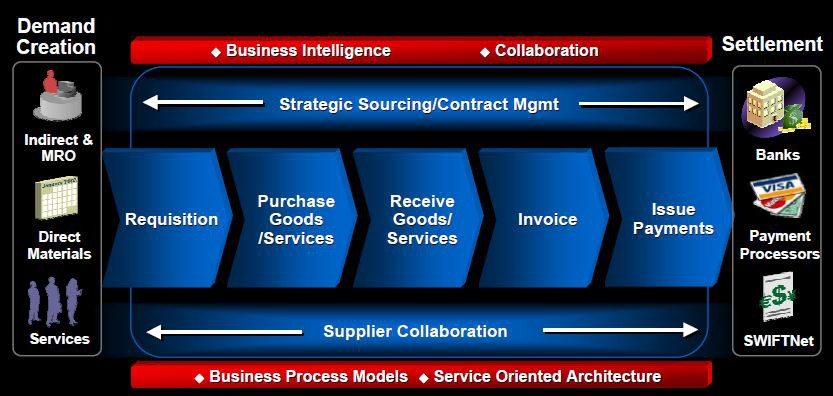 Demand
Creation
◆ Business Intelligence
◆ Collaboration
Settlement
Strategic Sourcing/Contract Mgmt
Indirect &
MRO
January 2002
Direct
Materials
Services
Requisition
Purchase
Goods
/Services
Receive
Goods/
Services
Invoice
Issue
Payments
Banks
VISA
Payment
Processors
€$
SWIFTNet
Supplier Collaboration
◆ Business Process Models
◆ Service Oriented Architecture